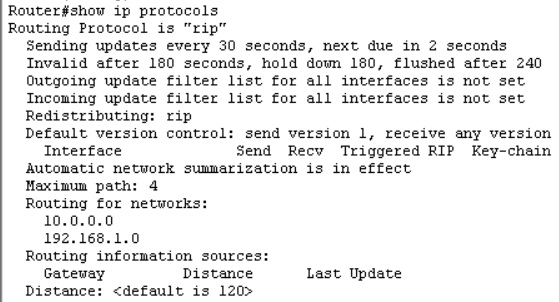 Router#show ip protocols
Routing Protocol is "rip"
Sending updates every 30 seconds, next due in 2 seconds
Invalid after 180 seconds, hold down 180, flushed after 240
Outgoing update filter list for all interfaces is not set
Incoming update filter list for all interfaces is not set
Redistributing: rip
Default version control: send version 1, receive any version
Interface Send Recv Triggered RIP Key-chain
Automatic network summarization is in effect
Maximum path: 4
Routing for networks:
10.0.0.0
192.168.1.0
Routing information sources:
Gateway Distance Last Update
Distance: <default is 120>